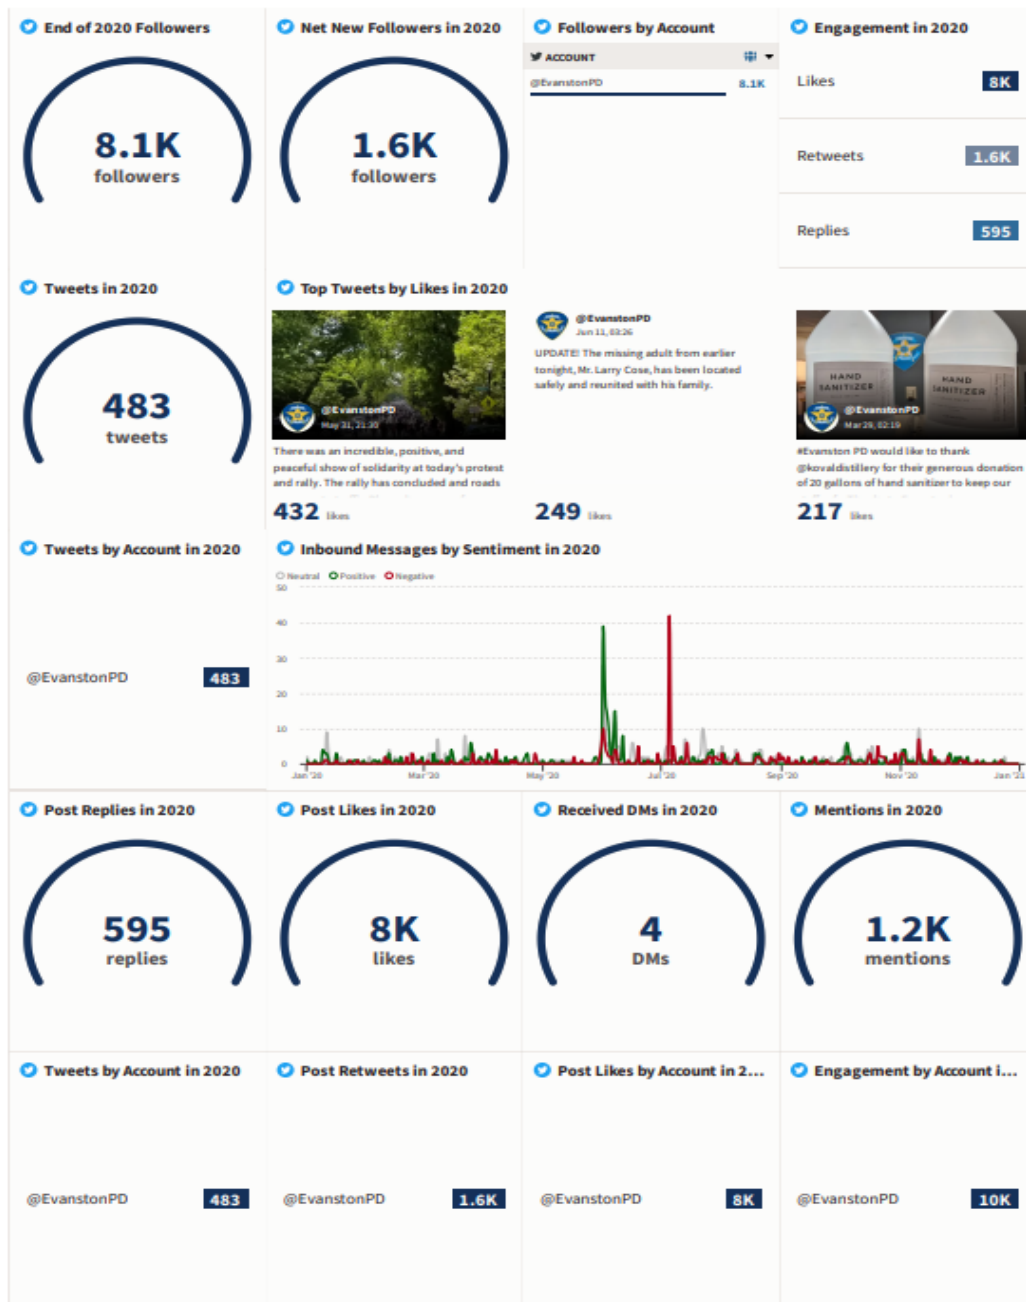 End of 2020 Followers
8.1K
followers
Net New Followers in 2020
1.6K
followers
Followers by Account
ACCOUNT
@EvanstonPD 8.1K
Engagement in 2020
Likes 8K
Retweets 1.6K
Replies 595
Tweets in 2020
483
tweets
Top Tweets by Likes in 2020
@EvanstonPD
May 31, 21:30
There was an incredible, positive, and
peaceful show of solidarity at today's protest
and rally. The rally has concluded and roads
432 likes
@EvanstonPD
Jun 11, 03:26
UPDATE! The missing adult from earlier
tonight, Mr. Larry Cose, has been located
safely and reunited with his family.
249 likes
HAND
SANITIZER
HAND
SANITIZER
@EvanstonPD
Mar 29, 02:19
#Evanston PD would like to thank
@kovaldistillery for their generous donation
of 20 gallons of hand sanitizer to keep our
217 likes
Tweets by Account in 2020
@EvanstonPD 483
Inbound Messages by Sentiment in 2020
Neutral Positive Negative
50
40
30
20
10
0
Jan '20 Mar '20 May '20 Jul '20 Sep '20 Nov '20 Jan '21
Post Replies in 2020
595
replies
Post Likes in 2020
8K
likes
Received DMs in 2020
4
DMs
Mentions in 2020
1.2K
mentions
Tweets by Account in 2020
@EvanstonPD 483
Post Retweets in 2020
@EvanstonPD 1.6K
Post Likes by Account in 2...
@EvanstonPD 8K
Engagement by Account i...
@EvanstonPD 10K